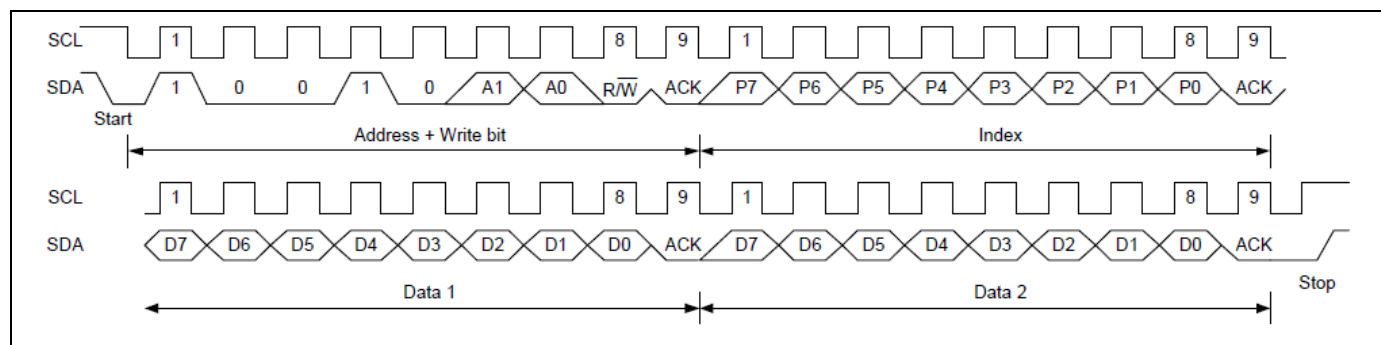 SCL 1 8 9 1 8 9
SDA 1 0 0 1 0 A1 A0 R/W̅ ACK P7 P6 P5 P4 P3 P2 P1 P0 ACK
Start
Address + Write bit Index
SCL 1 8 9 1 8 9
SDA D7 D6 D5 D4 D3 D2 D1 D0 ACK D7 D6 D5 D4 D3 D2 D1 D0 ACK
Stop
Data 1 Data 2